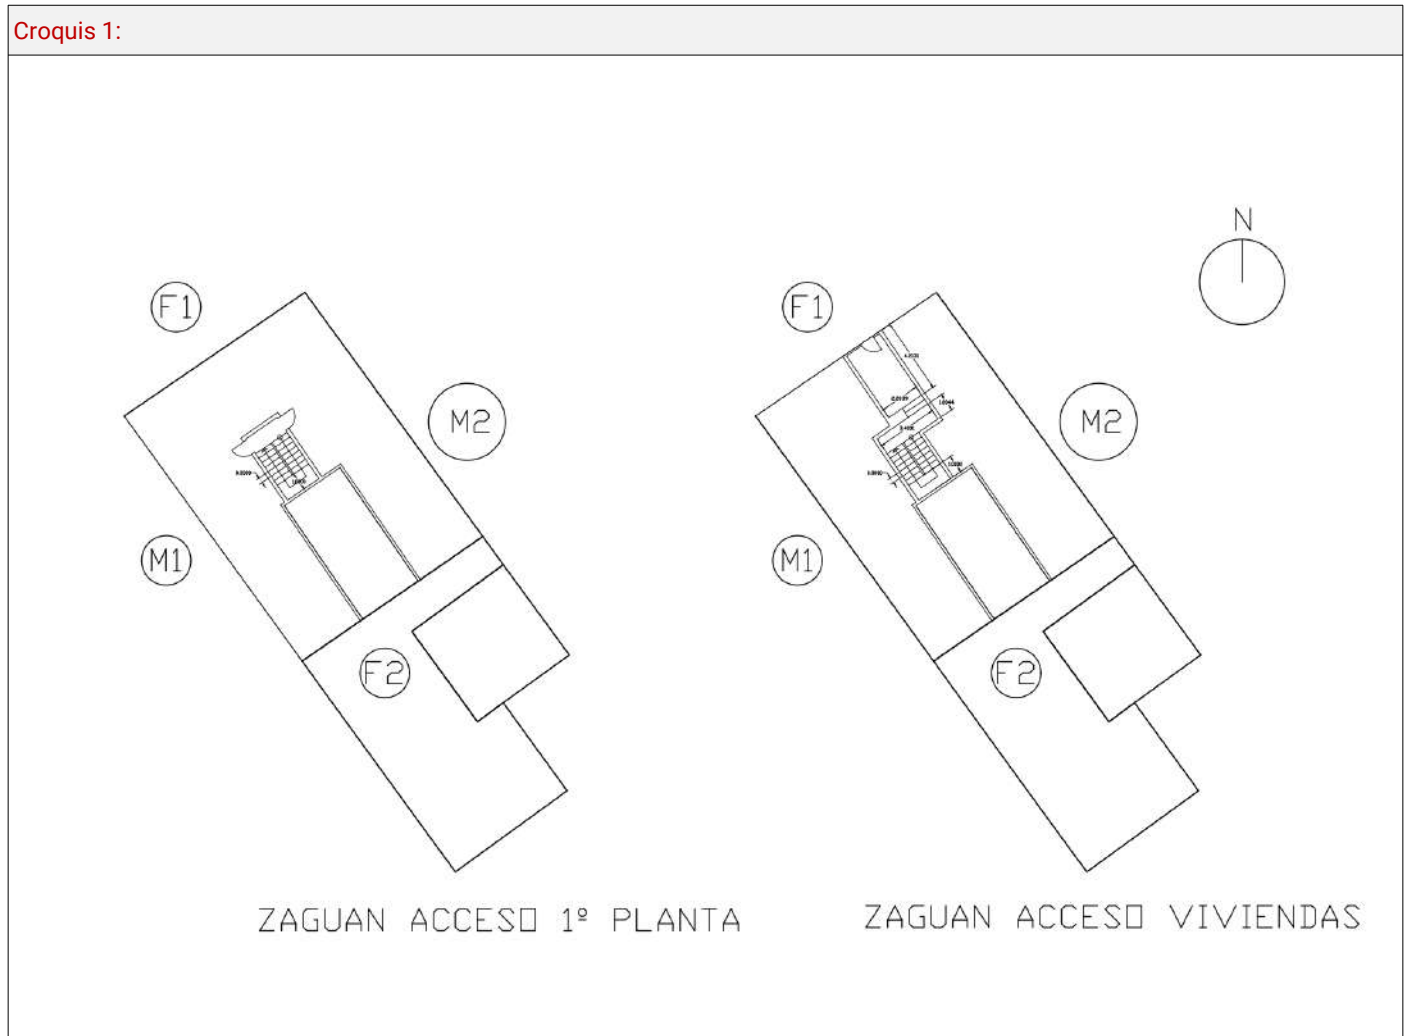 Croquis 1:
N
F1
F1
M2
M2
M1
M1
F2
F2
ZAGUAN ACCESO 1º PLANTA
ZAGUAN ACCESO VIVIENDAS